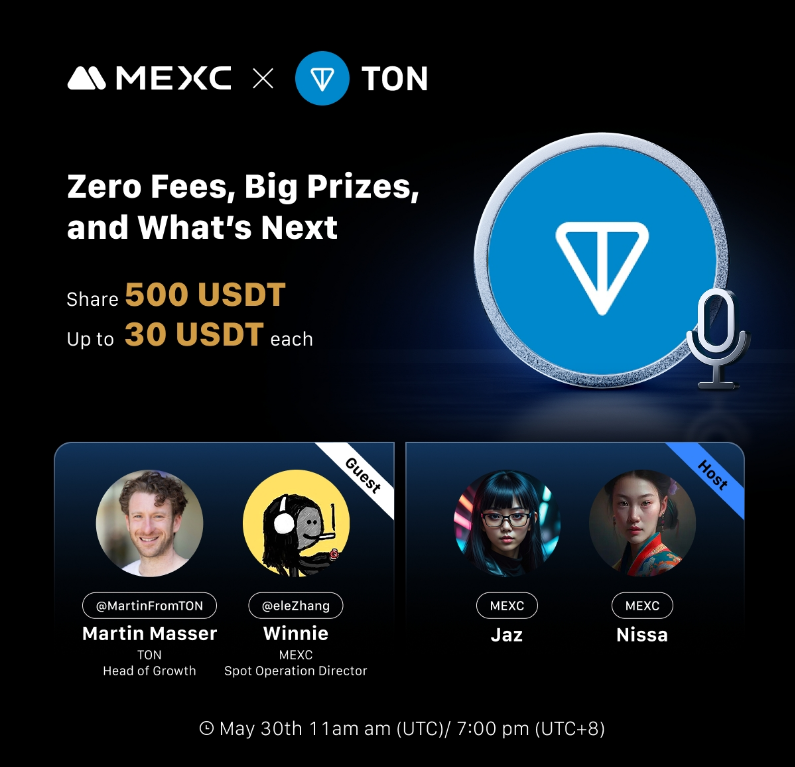 MEXC × TON
Zero Fees, Big Prizes,
and What's Next
Share 500 USDT
Up to 30 USDT each
Guest
Host
@MartinFromTON @eleZhang
Martin Masser Winnie
TON MEXC
Head of Growth Spot Operation Director
MEXC MEXC
Jaz Nissa
May 30th 11am am (UTC)/ 7:00 pm (UTC+8)